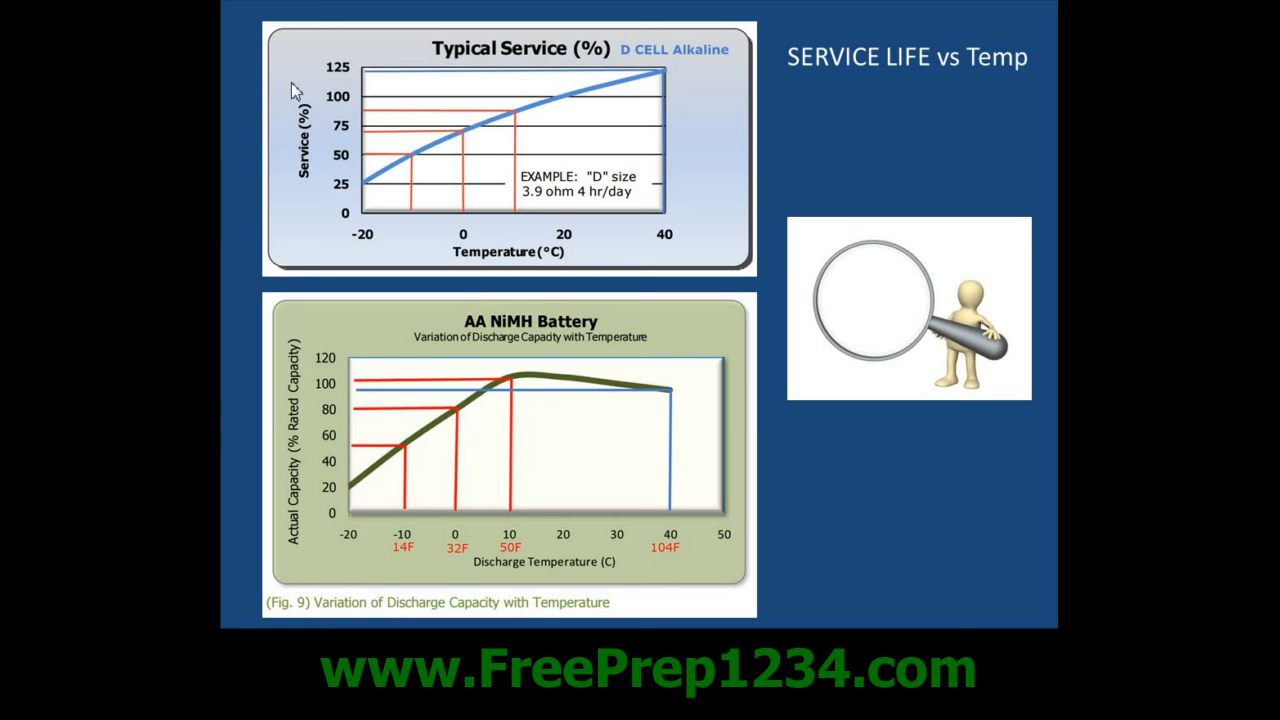 Typical Service (%) D CELL Alkaline
125
100
75
50
25
0
Service (%)
EXAMPLE: "D" size
3.9 ohm 4 hr/day
-20 0 20 40
Temperature (°C)
SERVICE LIFE vs Temp
AA NiMH Battery
Variation of Discharge Capacity with Temperature
120
100
80
60
40
20
0
Actual Capacity (% Rated Capacity)
-20 -10 0 10 20 30 40 50
14F 32F 50F 104F
Discharge Temperature (C)
(Fig. 9) Variation of Discharge Capacity with Temperature
www.FreePrep1234.com